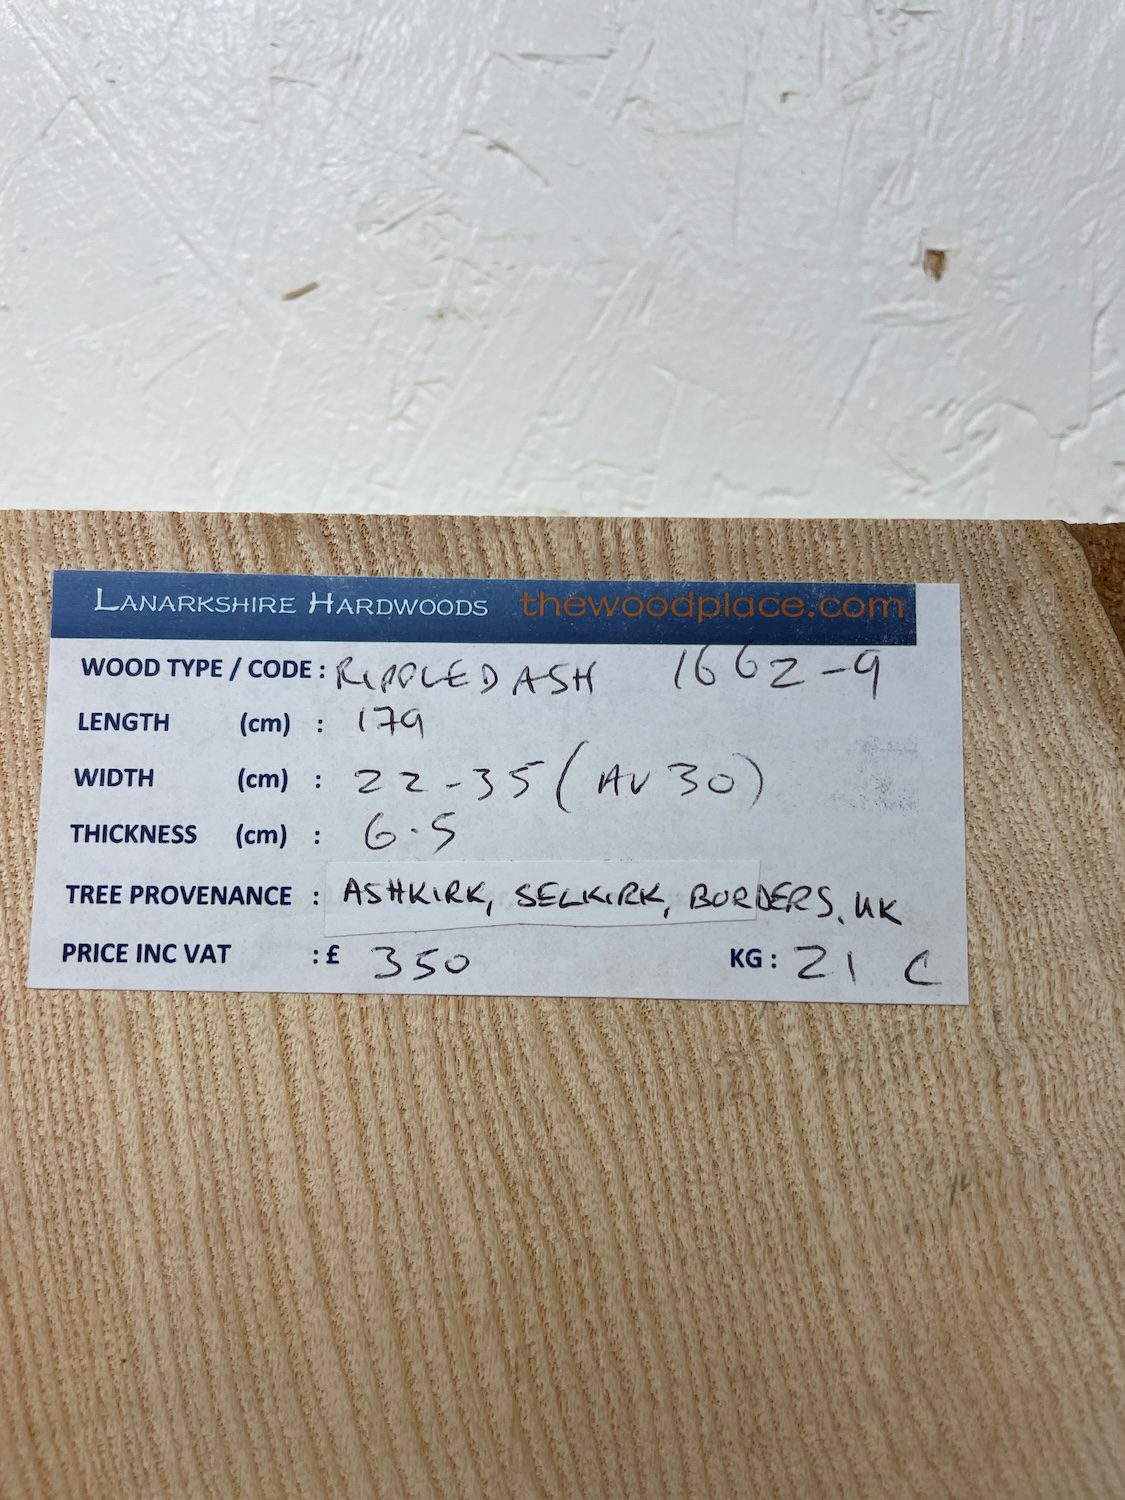 LANARKSHIRE HARDWOODS thewoodplace.com
WOOD TYPE / CODE : RIPPLED ASH 1662-9
LENGTH (cm) : 179
WIDTH (cm) : 22-35 (AV 30)
THICKNESS (cm) : 6.5
TREE PROVENANCE : ASHKIRK, SELKIRK, BORDERS, UK
PRICE INC VAT : £ 350 KG : 21 C